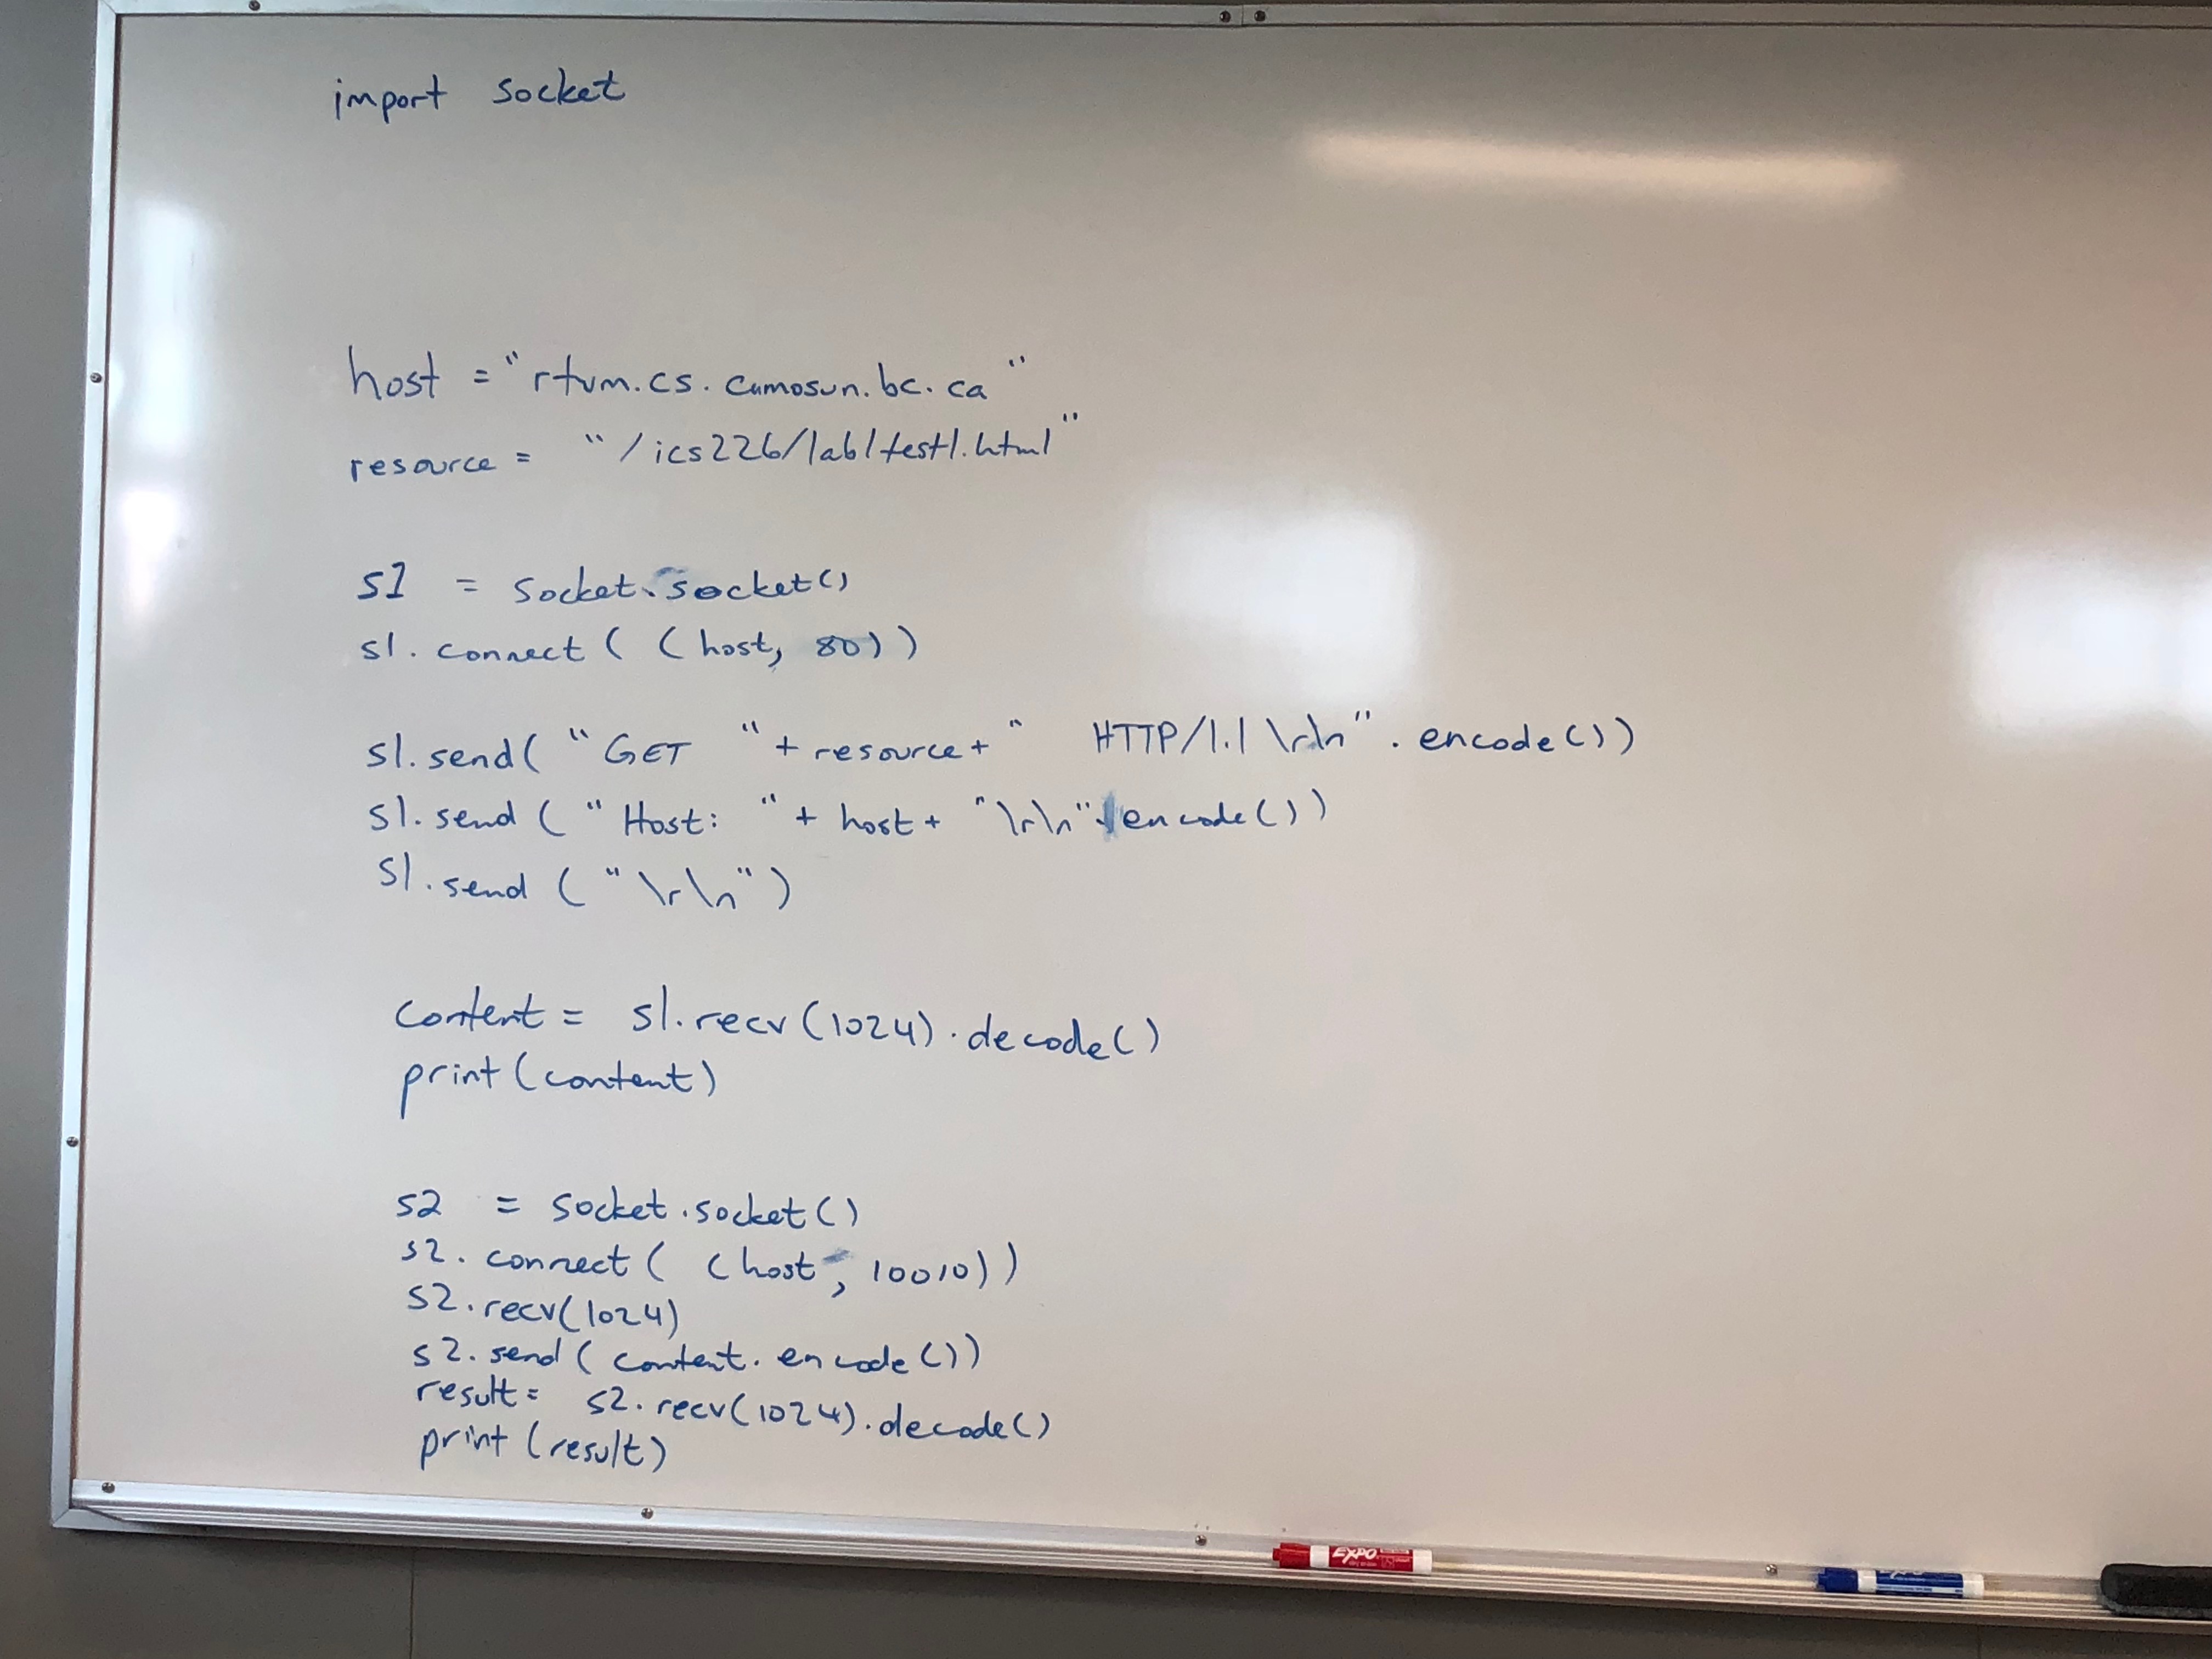 import socket
host = "rtvm.cs.camosun.bc.ca"
resource = "/ics226/lab1test1.html"
s1 = socket.socket()
s1.connect((host, 80))
s1.send("GET "+resource+" HTTP/1.1\r\n".encode())
s1.send("Host: "+host+"\r\n".encode())
s1.send("\r\n")
content = s1.recv(1024).decode()
print(content)
s2 = socket.socket()
s2.connect((host, 10010))
s2.recv(1024)
s2.send(content.encode())
result = s2.recv(1024).decode()
print(result)
EXPO